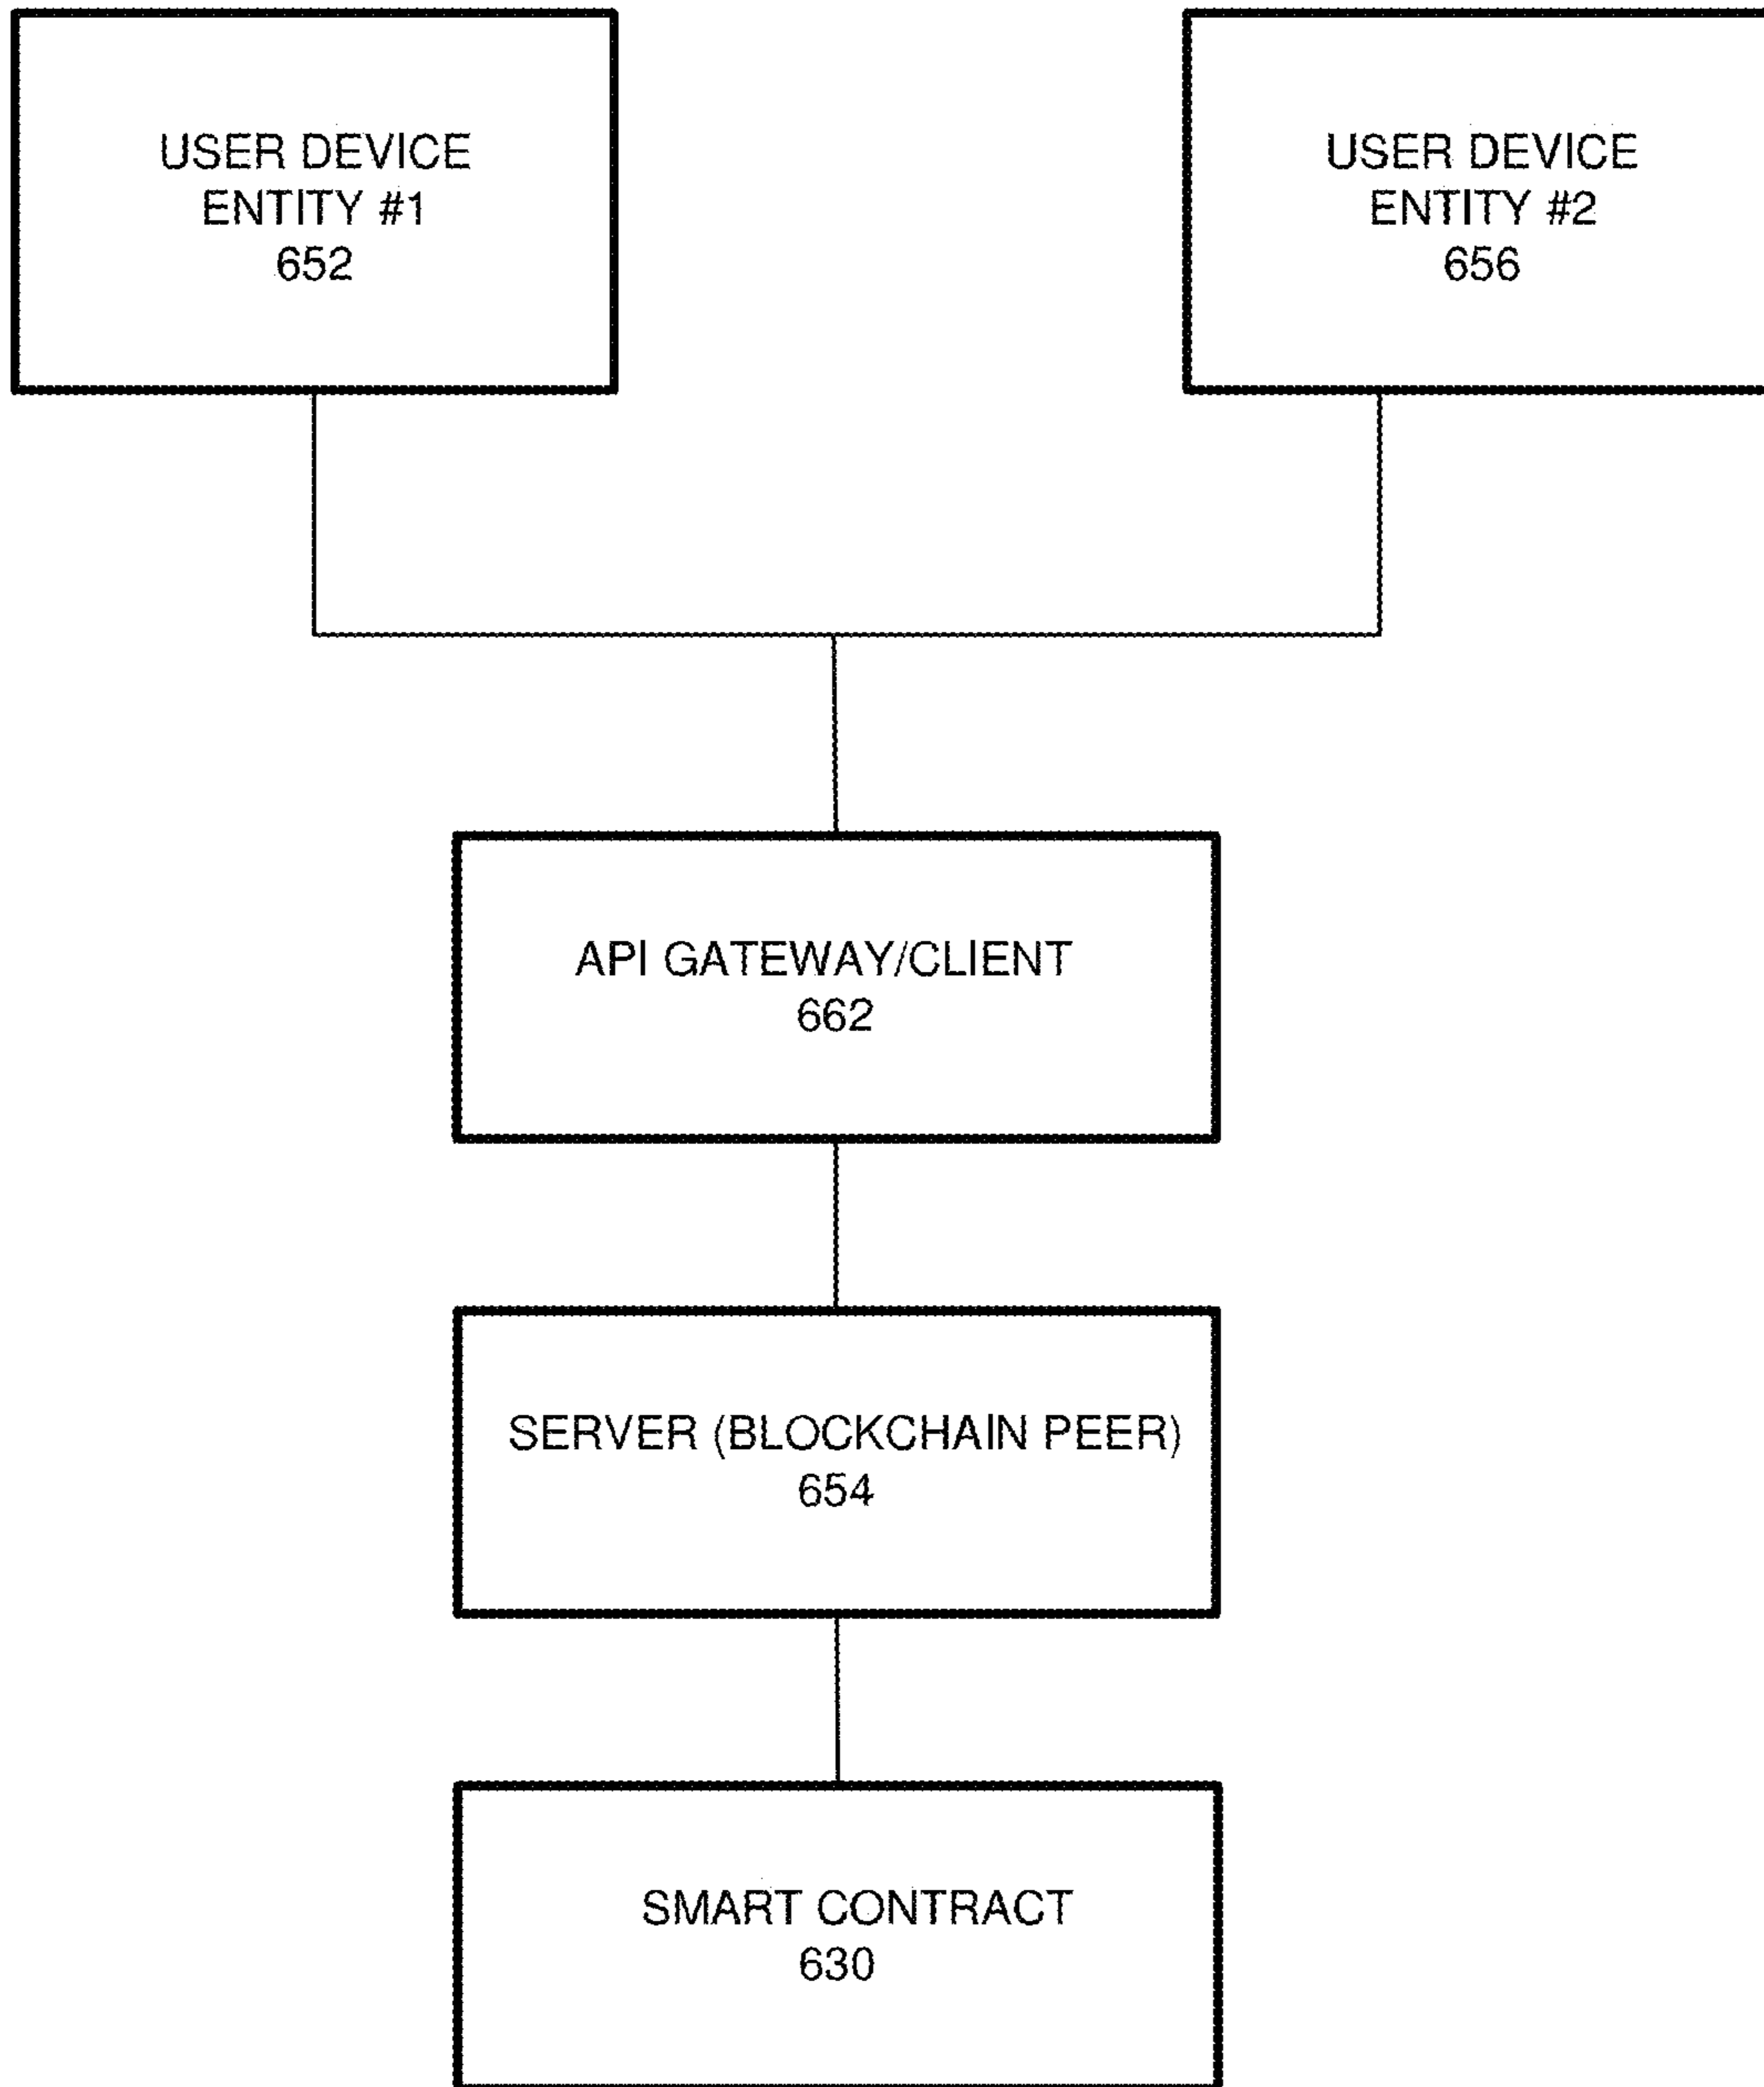 USER DEVICE
ENTITY #1
652
USER DEVICE
ENTITY #2
656
API GATEWAY/CLIENT
662
SERVER (BLOCKCHAIN PEER)
654
SMART CONTRACT
630